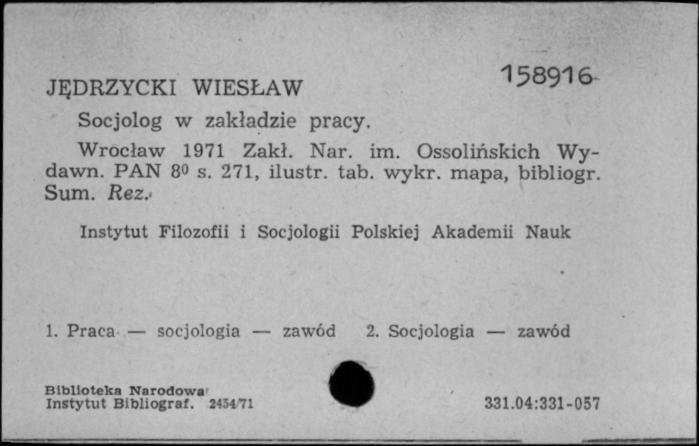 158916
JĘDRZYCKI WIESŁAW
Socjolog w zakładzie pracy.
Wrocław 1971 Zakł. Nar. im. Ossolińskich Wy-
dawn. PAN 8⁰ s. 271, ilustr. tab. wykr. mapa, bibliogr.
Sum. Rez.
Instytut Filozofii i Socjologii Polskiej Akademii Nauk
1. Praca — socjologia — zawód 2. Socjologia — zawód
Biblioteka Narodowa
Instytut Bibliograf. 2454/71 331.04:331-057